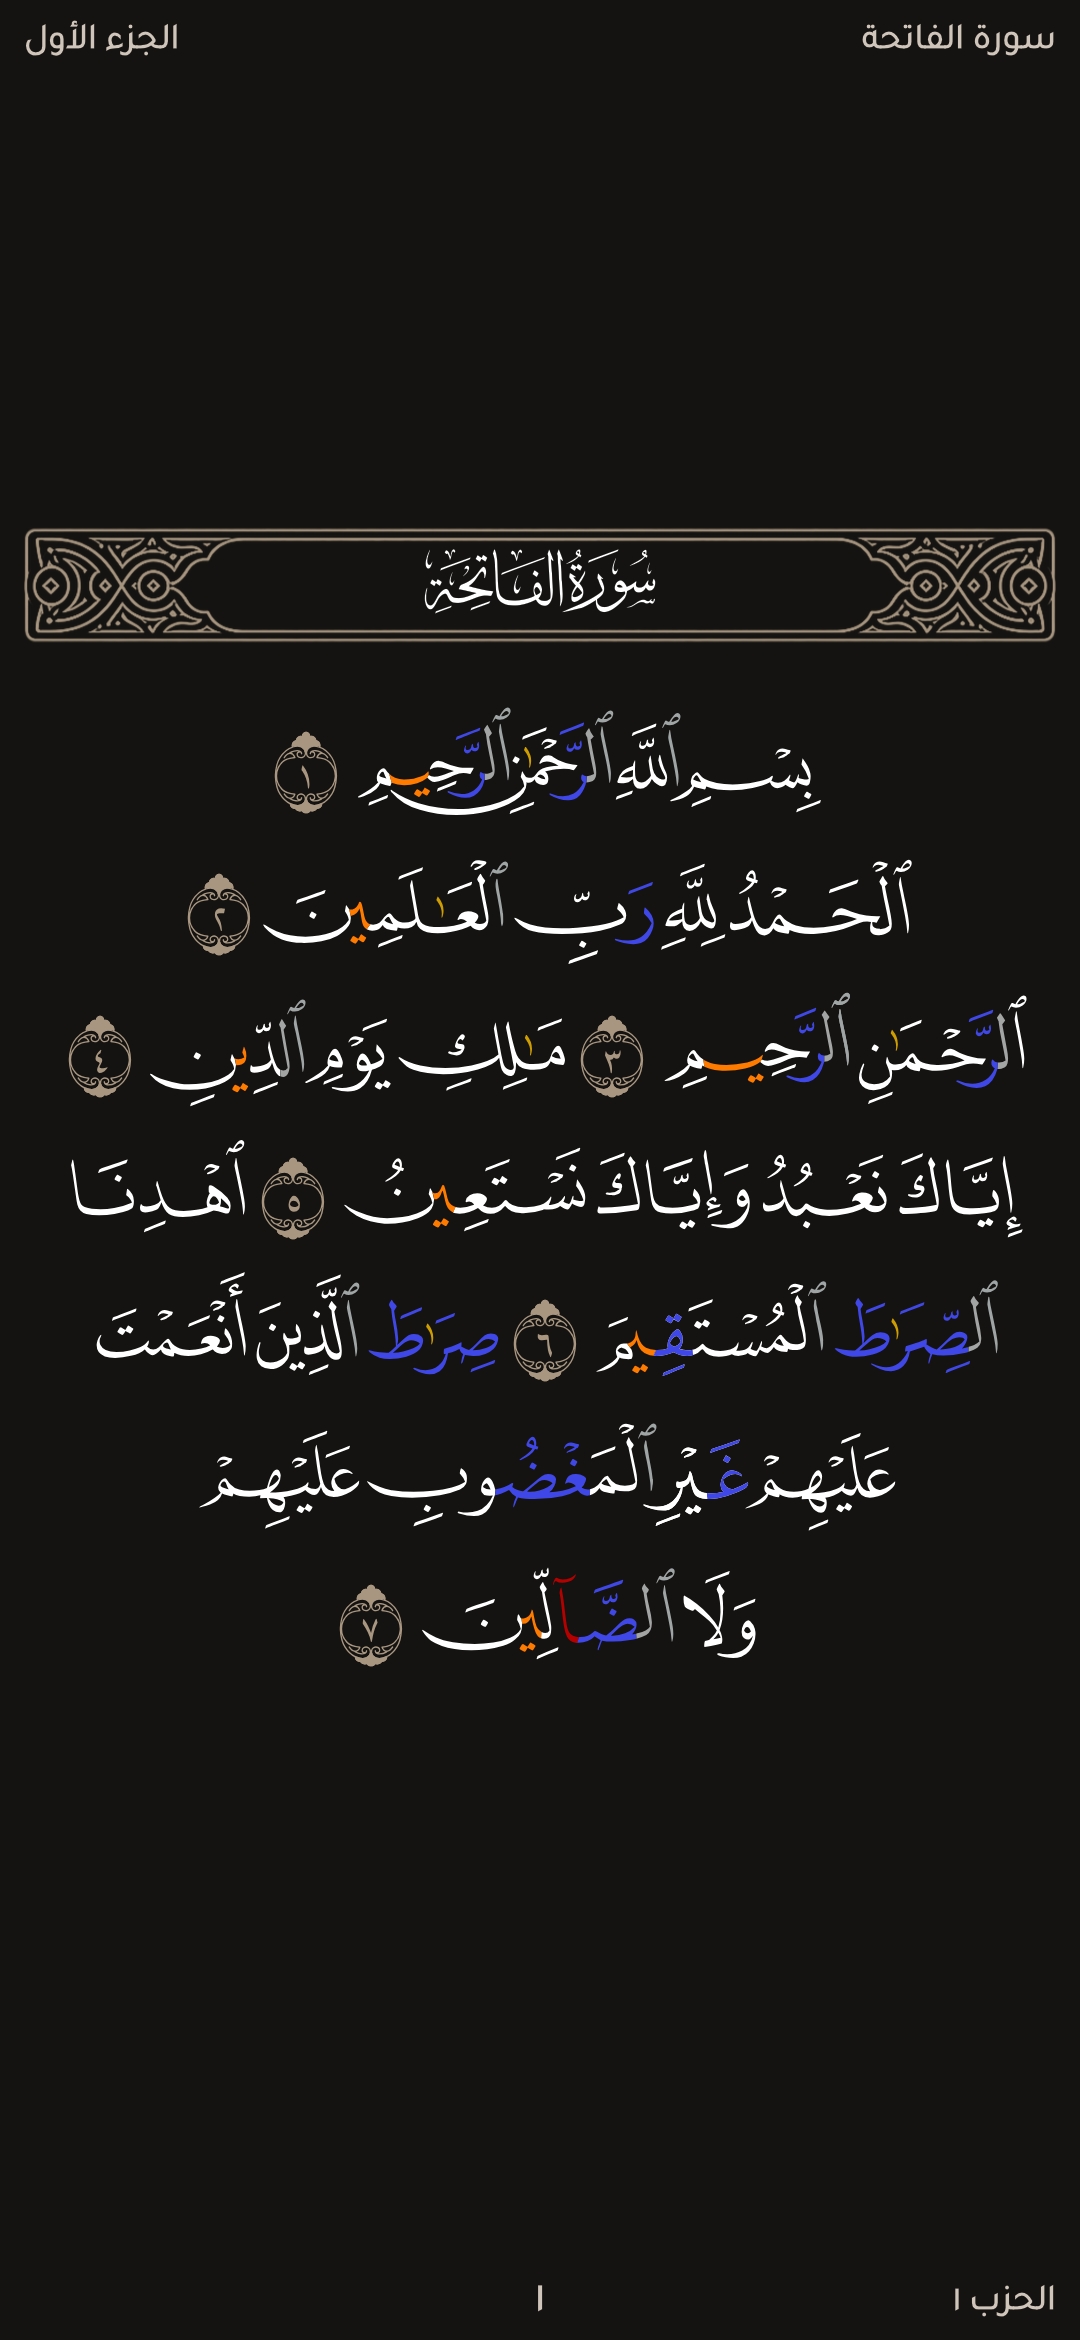 سورة الفاتحة
الجزء الأول
سُورَةُ الفَاتِحَةِ
بِسۡمِ ٱللَّهِ ٱلرَّحۡمَٰنِ ٱلرَّحِيمِ ١
ٱلۡحَمۡدُ لِلَّهِ رَبِّ ٱلۡعَٰلَمِينَ ٢
ٱلرَّحۡمَٰنِ ٱلرَّحِيمِ ٣ مَٰلِكِ يَوۡمِ ٱلدِّينِ ٤
إِيَّاكَ نَعۡبُدُ وَإِيَّاكَ نَسۡتَعِينُ ٥ ٱهۡدِنَا
ٱلصِّرَٰطَ ٱلۡمُسۡتَقِيمَ ٦ صِرَٰطَ ٱلَّذِينَ أَنۡعَمۡتَ
عَلَيۡهِمۡ غَيۡرِ ٱلۡمَغۡضُوبِ عَلَيۡهِمۡ
وَلَا ٱلضَّآلِّينَ ٧
الحزب ١
١